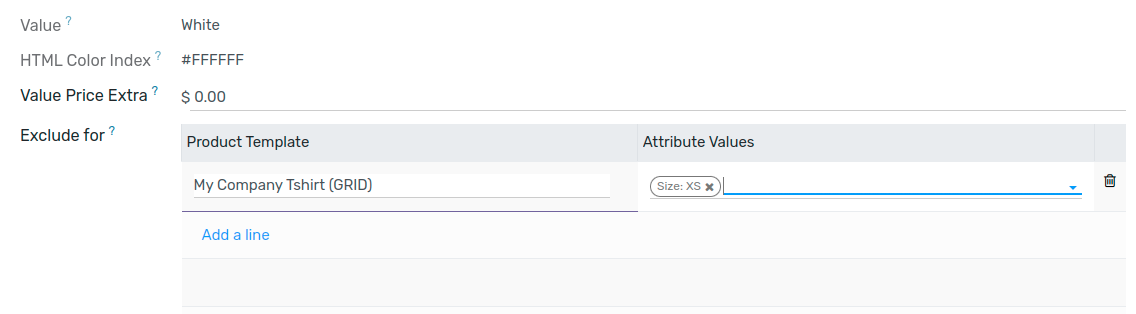 Value ? White
HTML Color Index ? #FFFFFF
Value Price Extra ? $ 0.00
Exclude for ?
Product Template Attribute Values
My Company Tshirt (GRID) Size: XS ✖
Add a line